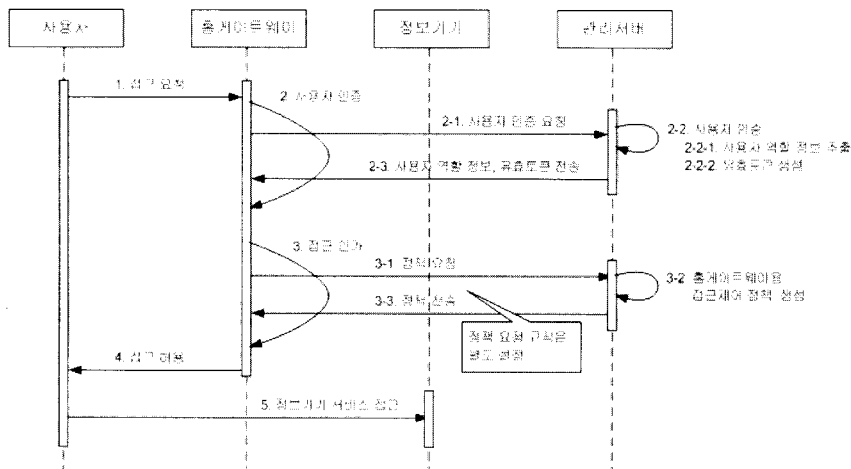 사용자
홈게이트웨이
정보기기
관리서버
1. 접근 요청
2. 사용자 인증
2-1. 사용자 인증 요청
2-2. 사용자 인증
2-2-1. 사용자 역할 정보 추출
2-2-2. 유효토큰 생성
2-3. 사용자 역할 정보, 유효토큰 전송
3. 접근 인가
3-1 정책 요청
3-2 홈게이트웨이용
접근제어 정책 생성
3-3. 정책 전송
정책 요청 규칙은
별도 설정
4. 접근 허용
5. 정보기기 서비스 접근